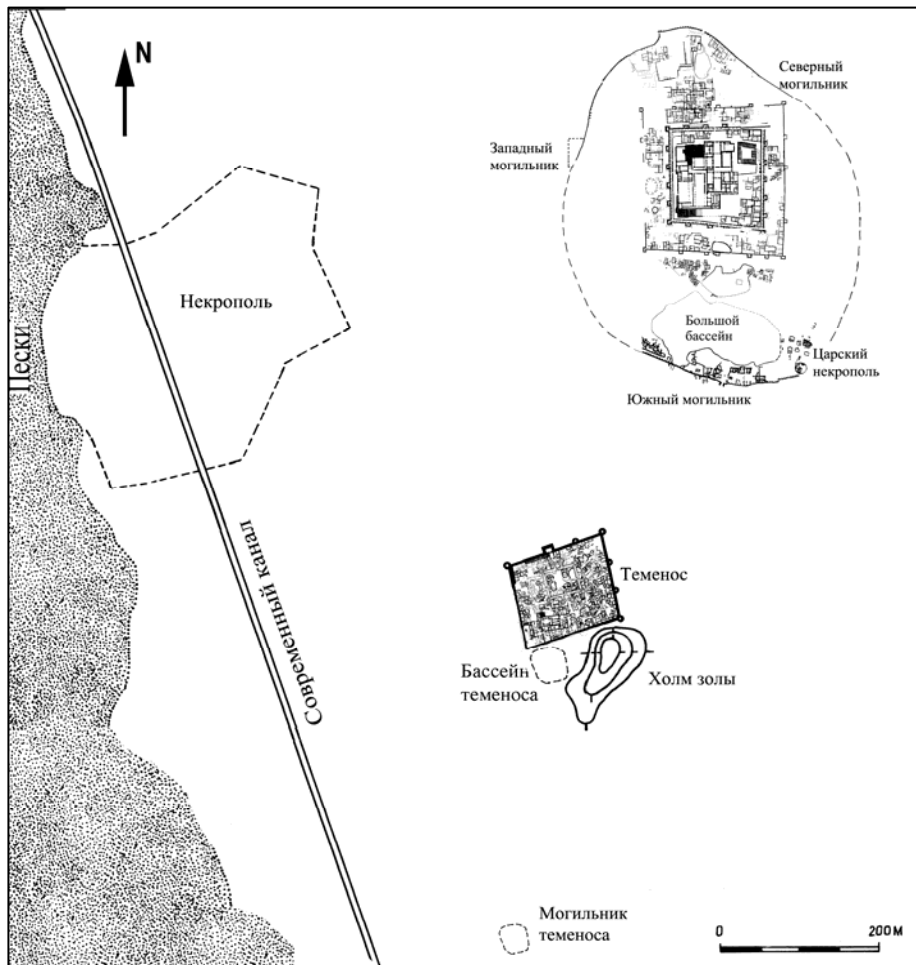 N
Северный
могильник
Западный
могильник
Некрополь
Пески
Большой
бассейн
Царский
некрополь
Южный могильник
Современный канал
Теменос
Бассейн
теменоса
Холм золы
Могильник
теменоса
0
200 М